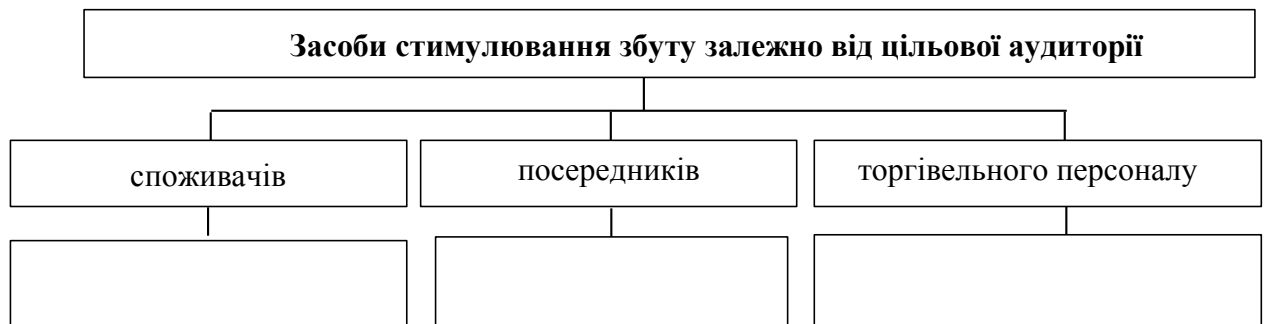 Засоби стимулювання збуту залежно від цільової аудиторії
споживачів
посередників
торгівельного персоналу